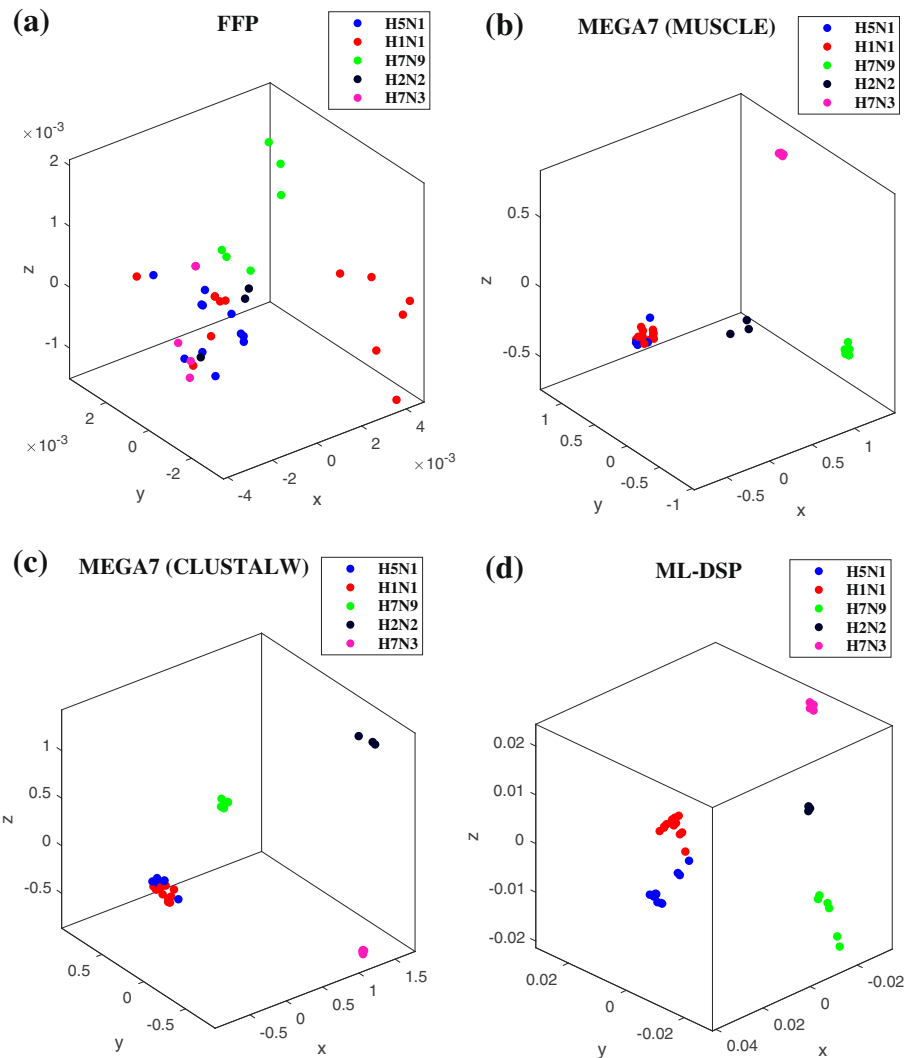 (a)
FFP
H5N1
H1N1
H7N9
H2N2
H7N3
×10⁻³
2
1
0
-1
z
×10⁻³
2
0
-2
y
-4
-2
0
2
4
×10⁻³
x
(b)
MEGA7 (MUSCLE)
H5N1
H1N1
H7N9
H2N2
H7N3
0.5
0
-0.5
z
1
0.5
0
-0.5
-1
y
-0.5
0
0.5
1
x
(c)
MEGA7 (CLUSTALW)
H5N1
H1N1
H7N9
H2N2
H7N3
1
0.5
0
-0.5
z
0.5
0
-0.5
y
-0.5
0
0.5
1
1.5
x
(d)
ML-DSP
H5N1
H1N1
H7N9
H2N2
H7N3
0.02
0.01
0
-0.01
-0.02
z
0.02
0
-0.02
y
0.04
0.02
0
-0.02
x